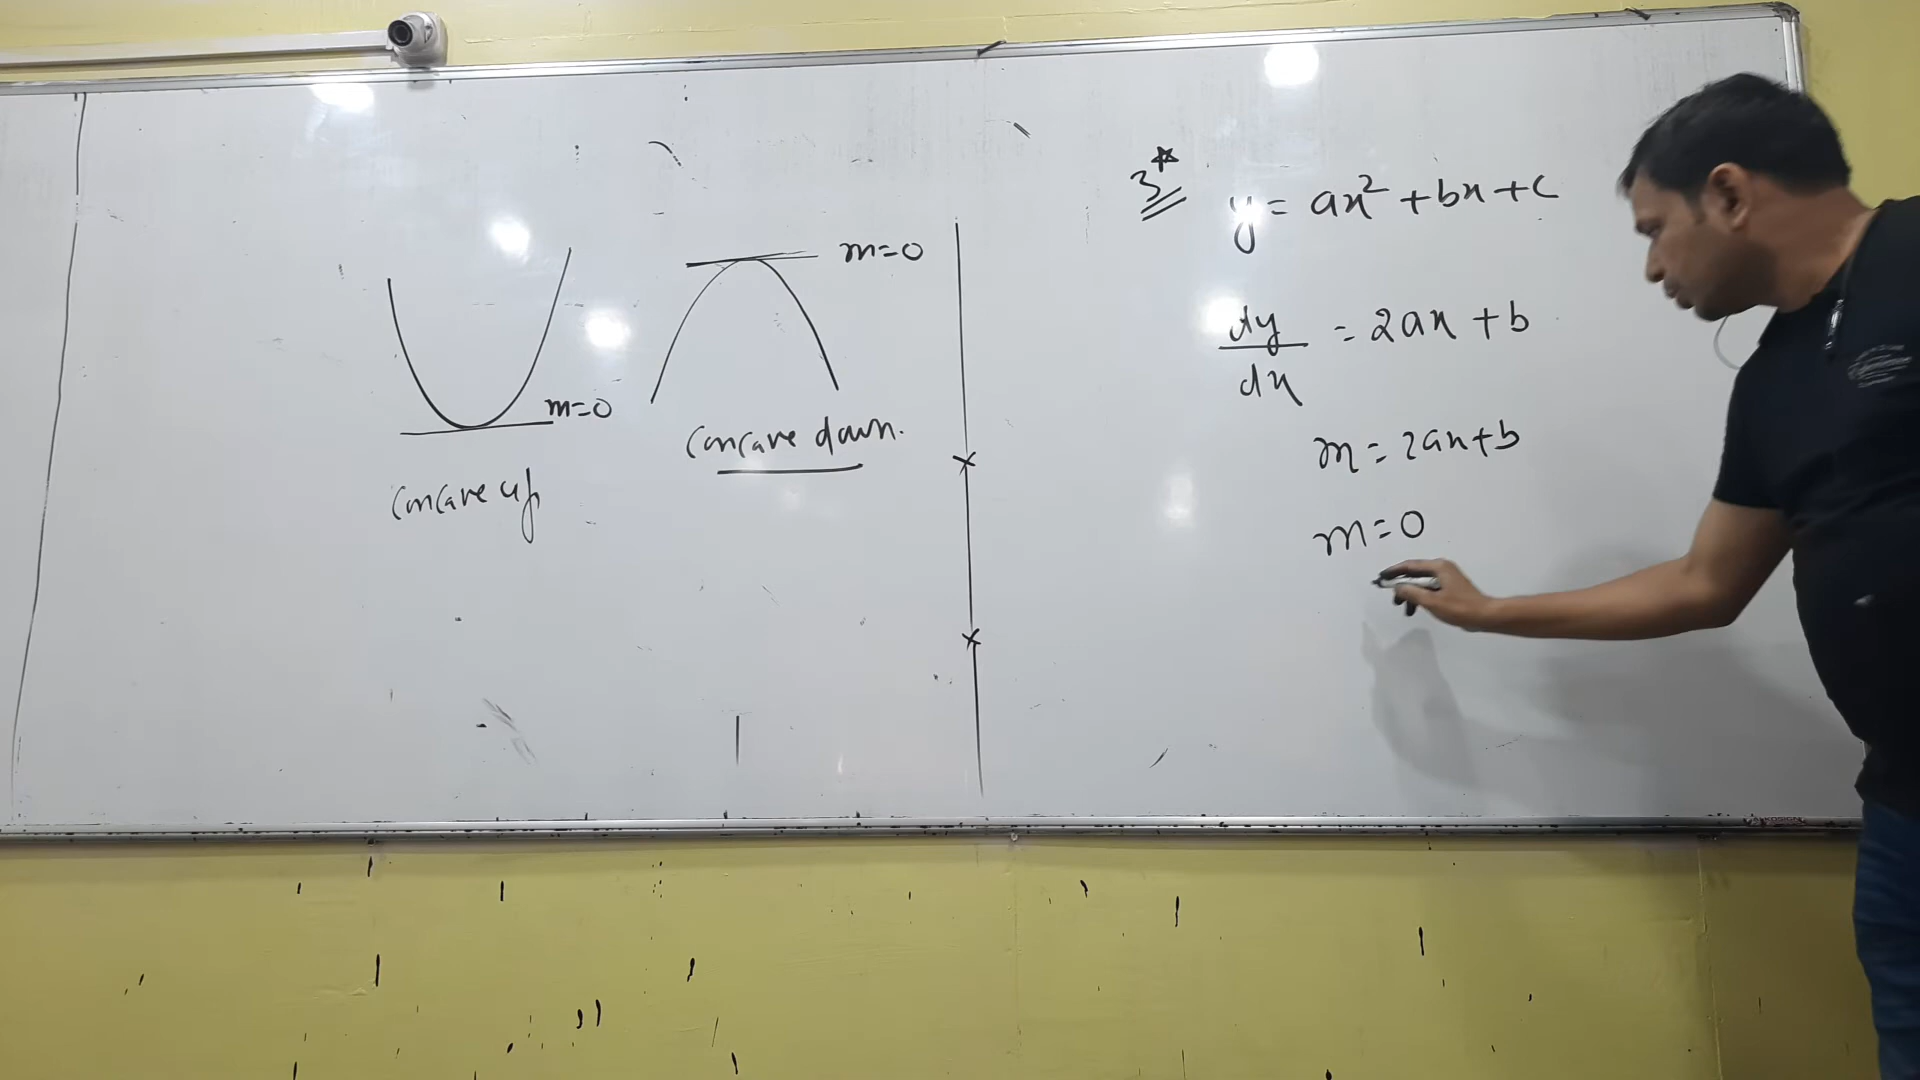 m=0
m=0
Concave up
Concave down.
3*
y = ax² + bx + c
dy/dx = 2ax + b
m = 2ax + b
m = 0